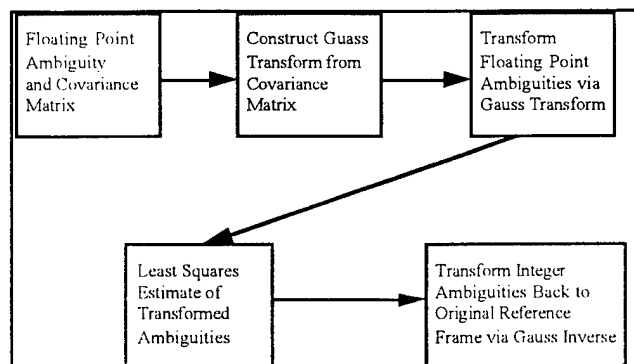 Floating Point
Ambiguity
and Covariance
Matrix
Construct Guass
Transform from
Covariance
Matrix
Transform
Floating Point
Ambiguities via
Gauss Transform
Least Squares
Estimate of
Transformed
Ambiguities
Transform Integer
Ambiguities Back to
Original Reference
Frame via Gauss Inverse